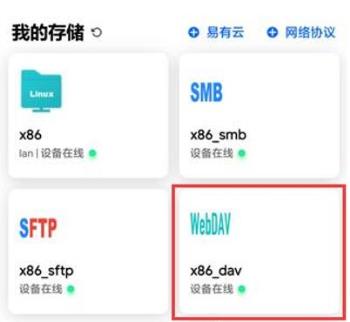 我的存储
易有云
网络协议
Linux
x86
lan | 设备在线
SMB
x86_smb
设备在线
SFTP
x86_sftp
设备在线
WebDAV
x86_dav
设备在线